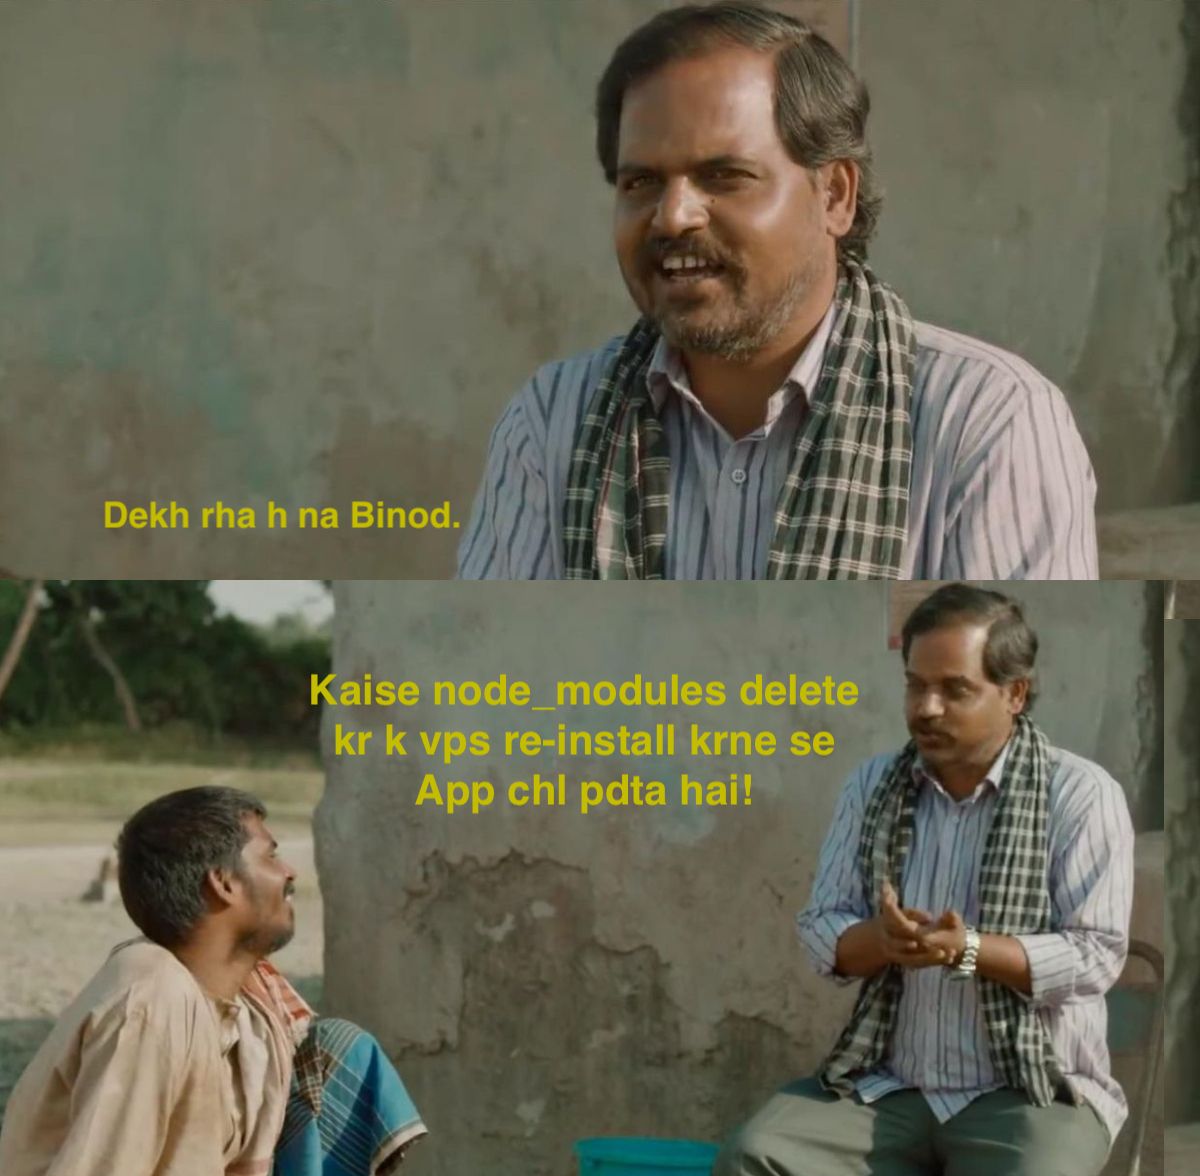 Dekh rha h na Binod.
Kaise node_modules delete
kr k vps re-install krne se
App chl pdta hai!